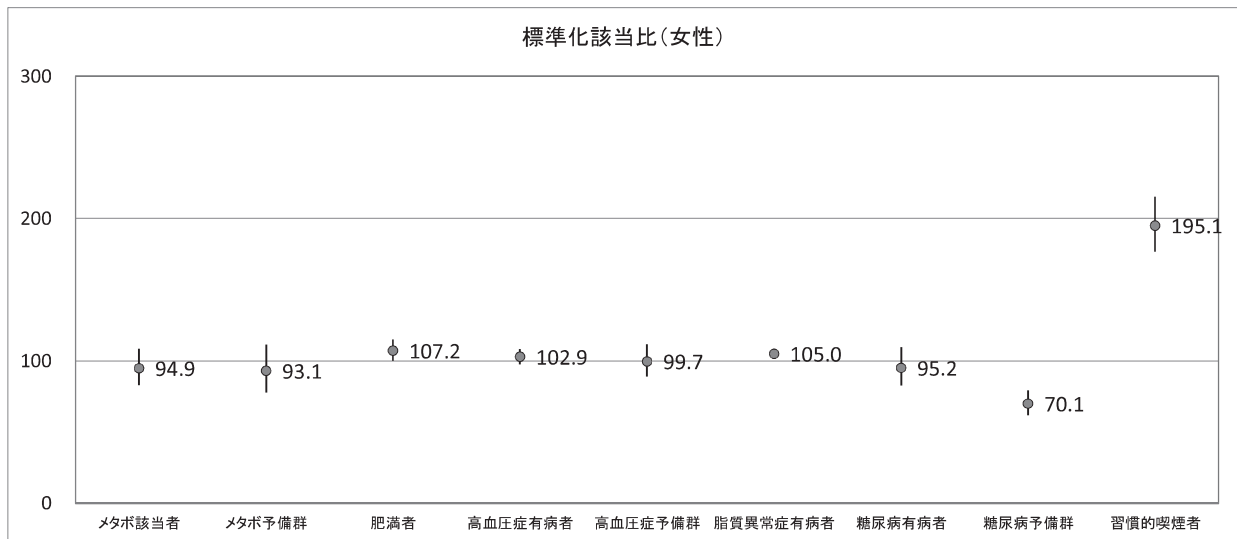 標準化該当比(女性)
300
200
100
0
94.9
93.1
107.2
102.9
99.7
105.0
95.2
70.1
195.1
メタボ該当者
メタボ予備群
肥満者
高血圧症有病者
高血圧症予備群
脂質異常症有病者
糖尿病有病者
糖尿病予備群
習慣的喫煙者